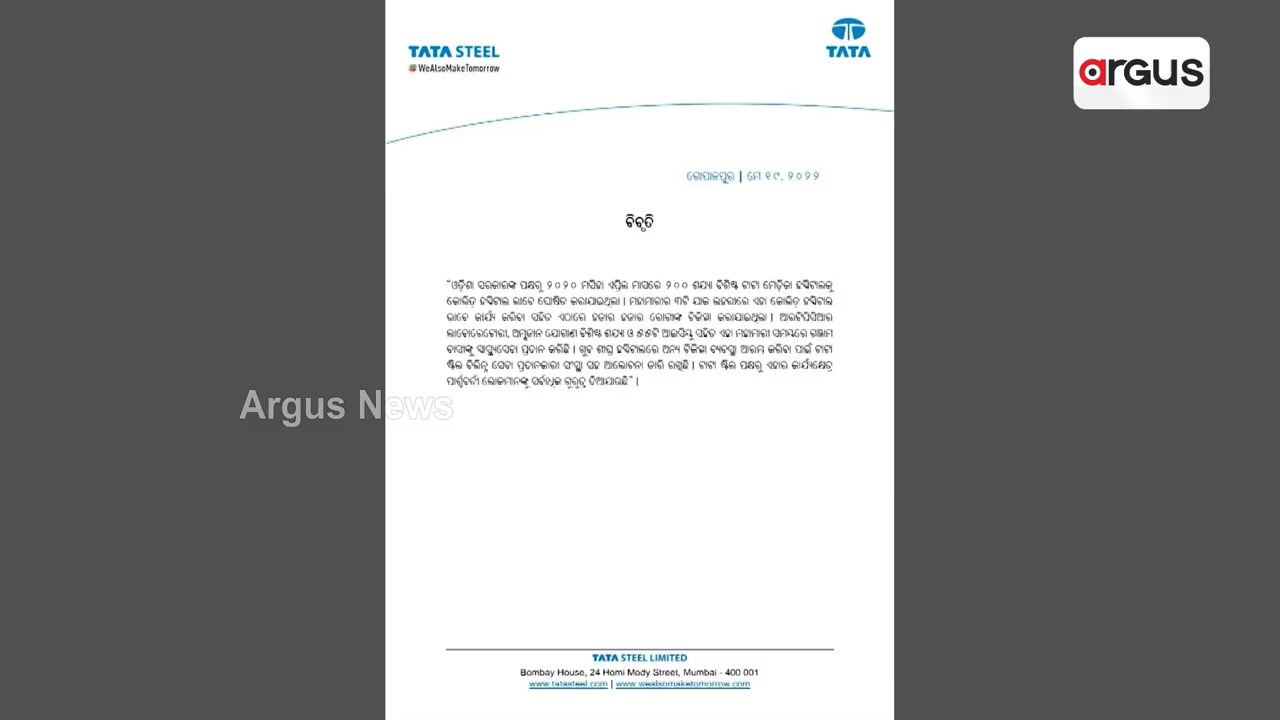 TATA STEEL
#WeAlsoMakeTomorrow
TATA
argus
ଗୋପାଳପୁର | ମେ ୧୯, ୨୦୨୨
ବିବୃତି
"ଓଡ଼ିଶା ସରକାରଙ୍କ ପକ୍ଷରୁ ୨୦୨୦ ମସିହା ଏପ୍ରିଲ ମାସରେ ୨୦୦ ଶଯ୍ୟା ବିଶିଷ୍ଟ ଟାଟା ମେଡ଼ିକା ହସ୍ପିଟାଲକୁ
କୋଭିଡ଼ ହସ୍ପିଟାଲ ଭାବେ ଘୋଷିତ କରାଯାଇଥିଲା । ମହାମାରୀର ୩ଟି ଯାକ ଲହରୀରେ ଏହା କୋଭିଡ଼ ହସ୍ପିଟାଲ
ଭାବେ କାର୍ଯ୍ୟ କରିବା ସହିତ ଏଠାରେ ହଜାର ହଜାର ରୋଗୀଙ୍କ ଚିକିତ୍ସା କରାଯାଇଥିଲା । ଆରଟିପିସିଆର
ଲାବୋରେଟୋରୀ, ଅମ୍ଳଜାନ ଯୋଗାଣ ବିଶିଷ୍ଟ ଶଯ୍ୟା ଓ ୫୫ଟି ଆଇସିୟୁ ସହିତ ଏହା ମହାମାରୀ ସମୟରେ ଗଞ୍ଜାମ
ବାସୀଙ୍କୁ ସ୍ୱାସ୍ଥ୍ୟସେବା ପ୍ରଦାନ କରିଛି । ଖୁବ ଶୀଘ୍ର ହସ୍ପିଟାଲରେ ଅନ୍ୟ ଚିକିତ୍ସା ବ୍ୟବସ୍ଥା ଆରମ୍ଭ କରିବା ପାଇଁ ଟାଟା
ଷ୍ଟିଲ ବିଭିନ୍ନ ସେବା ପ୍ରଦାନକାରୀ ସଂସ୍ଥା ସହ ଆଲୋଚନା ଜାରି ରଖିଛି । ଟାଟା ଷ୍ଟିଲ ପକ୍ଷରୁ ଏହାର କାର୍ଯ୍ୟକ୍ଷେତ୍ର
ପାର୍ଶ୍ୱବର୍ତ୍ତୀ ଲୋକମାନଙ୍କୁ ସର୍ବାଧିକ ଗୁରୁତ୍ୱ ଦିଆଯାଉଛି" ।
Argus News
TATA STEEL LIMITED
Bombay House, 24 Homi Mody Street, Mumbai - 400 001
www.tatasteel.com | www.wealsomaketomorrow.com